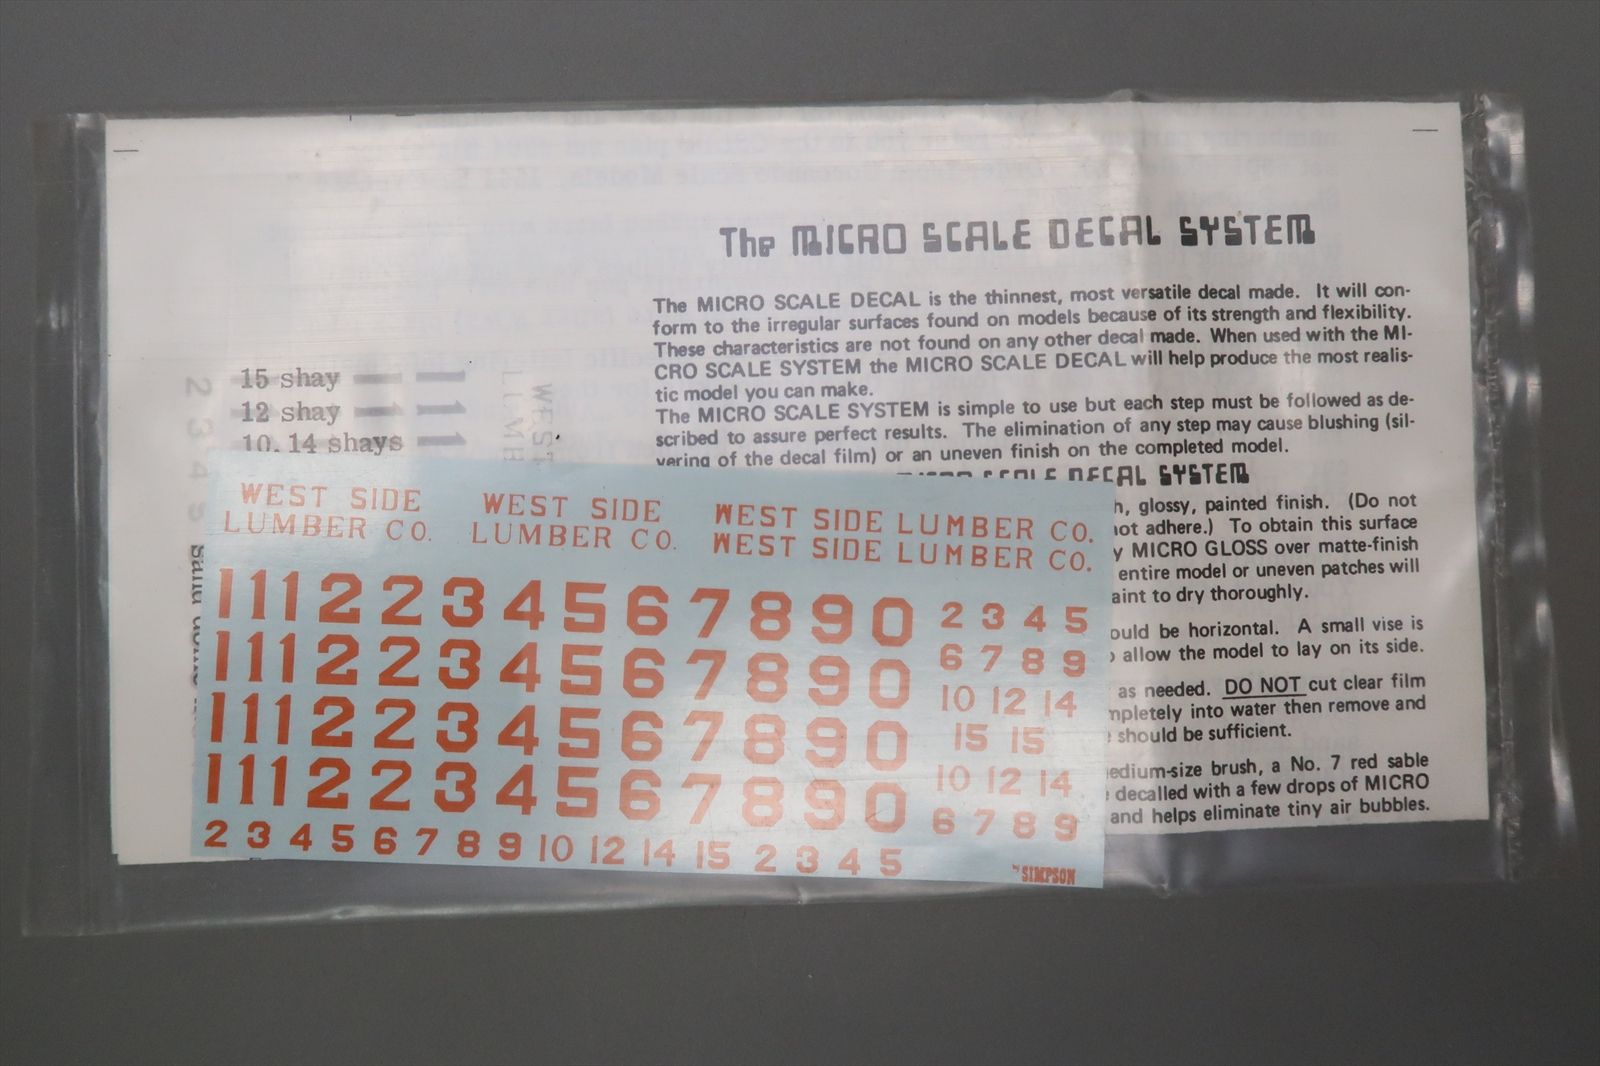 The MICRO SCALE DECAL SYSTEM
The MICRO SCALE DECAL is the thinnest, most versatile decal made. It will con-
form to the irregular surfaces found on models because of its strength and flexibility.
These characteristics are not found on any other decal made. When used with the MI-
CRO SCALE SYSTEM the MICRO SCALE DECAL will help produce the most realis-
tic model you can make.
The MICRO SCALE SYSTEM is simple to use but each step must be followed as de-
scribed to assure perfect results. The elimination of any step may cause blushing (sil-
vering of the decal film) or an uneven finish on the completed model.
DECAL SYSTEM
glossy, painted finish. (Do not
not adhere.) To obtain this surface
MICRO GLOSS over matte-finish
entire model or uneven patches will
to dry thoroughly.
be horizontal. A small vise is
allow the model to lay on its side.
as needed. DO NOT cut clear film
into water then remove and
should be sufficient.
medium-size brush, a No. 7 red sable
decalled with a few drops of MICRO
and helps eliminate tiny air bubbles.
15 shay
12 shay
10, 14 shays
2 3 4 5
WEST
WEST SIDE
LUMBER CO.
WEST SIDE
LUMBER CO.
WEST SIDE LUMBER CO.
WEST SIDE LUMBER CO.
1 1 1 2 2 3 4 5 6 7 8 9 0
1 1 1 2 2 3 4 5 6 7 8 9 0
1 1 1 2 2 3 4 5 6 7 8 9 0
1 1 1 2 2 3 4 5 6 7 8 9 0
2 3 4 5
6 7 8 9
10 12 14
15 15
10 12 14
6 7 8 9
2 3 4 5 6 7 8 9 10 12 14 15 2 3 4 5
BY SIMPSON